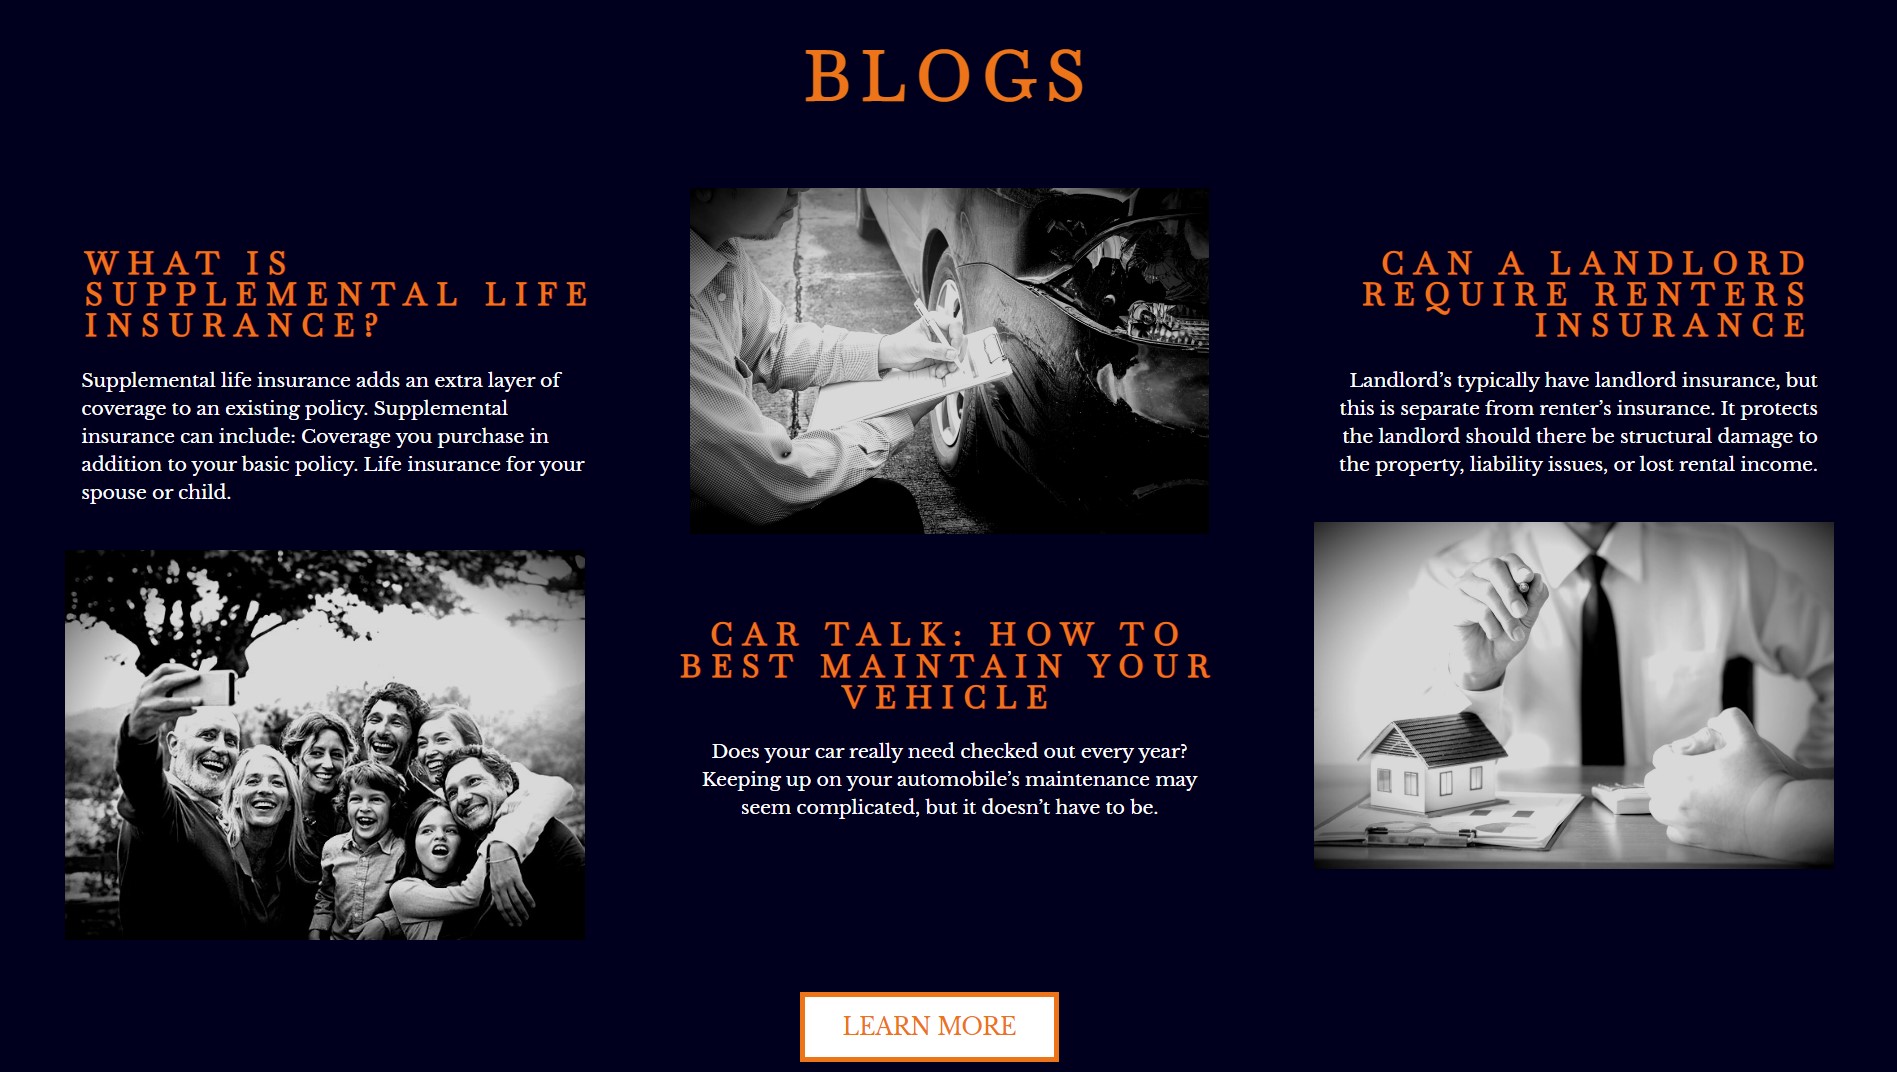 BLOGS
WHAT IS
SUPPLEMENTAL LIFE
INSURANCE?
Supplemental life insurance adds an extra layer of
coverage to an existing policy. Supplemental
insurance can include: Coverage you purchase in
addition to your basic policy. Life insurance for your
spouse or child.
CAR TALK: HOW TO
BEST MAINTAIN YOUR
VEHICLE
Does your car really need checked out every year?
Keeping up on your automobile’s maintenance may
seem complicated, but it doesn’t have to be.
CAN A LANDLORD
REQUIRE RENTERS
INSURANCE
Landlord’s typically have landlord insurance, but
this is separate from renter’s insurance. It protects
the landlord should there be structural damage to
the property, liability issues, or lost rental income.
LEARN MORE